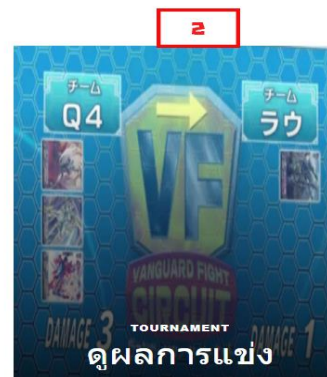 2
チーム
Q4
チーム
ラウ
VF
VANGUARD FIGHT
CIRCUIT
DAMAGE 3
DAMAGE 1
TOURNAMENT
ดูผลการแข่ง